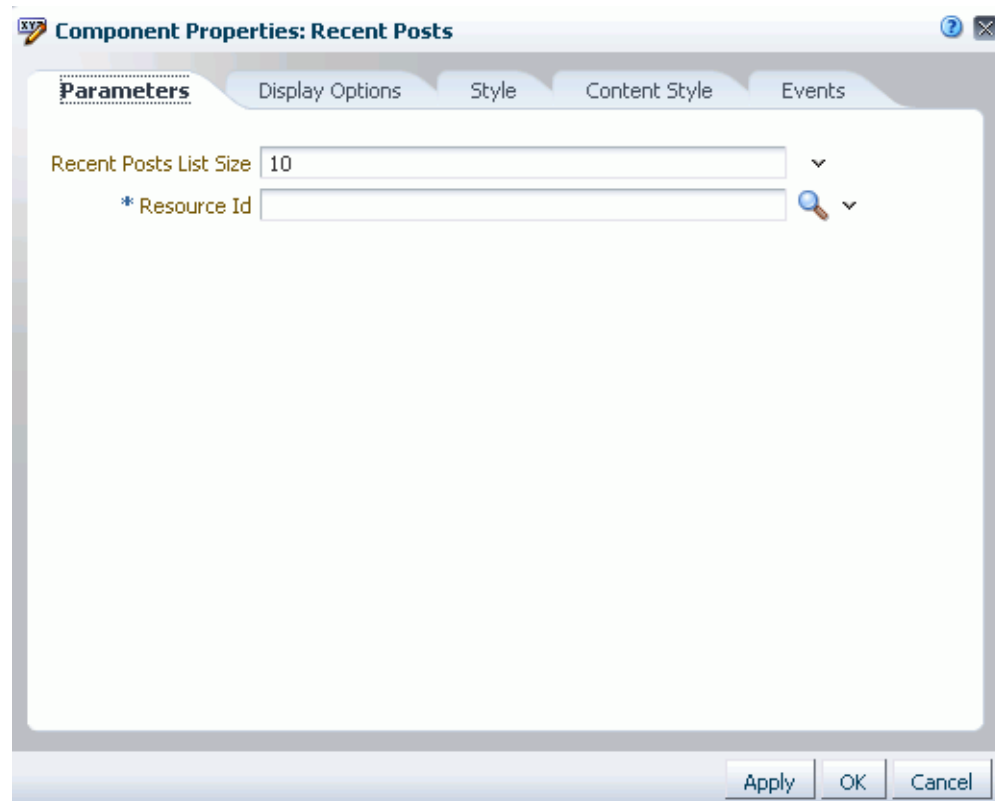 Component Properties: Recent Posts
Parameters Display Options Style Content Style Events
Recent Posts List Size 10
* Resource Id
Apply OK Cancel